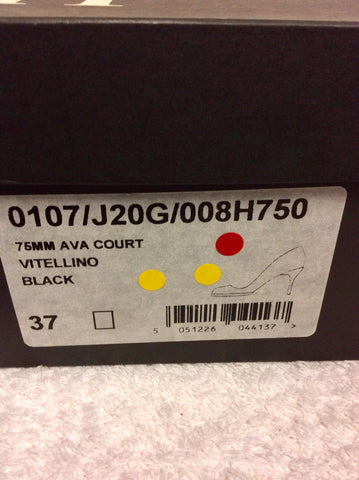 0107/J20G/008H750
75MM AVA COURT
VITELLINO
BLACK
37
5 051226 044137 >